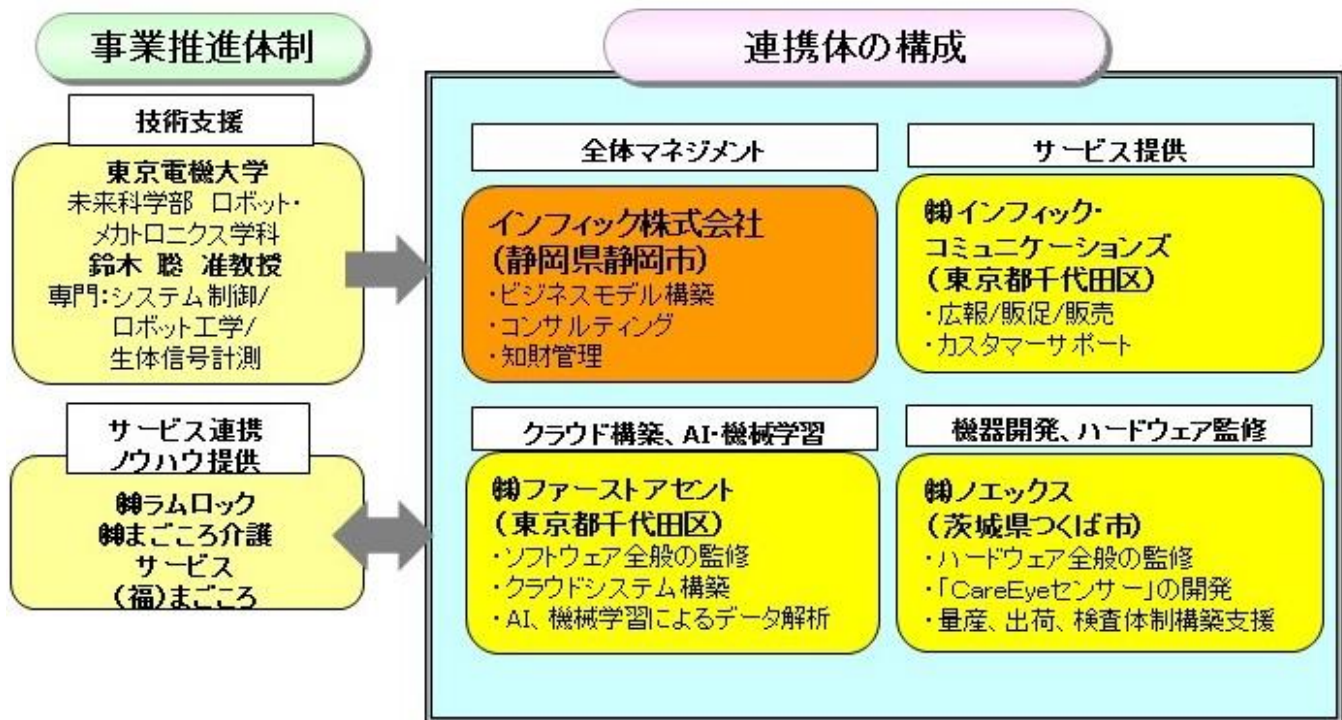 事業推進体制
技術支援
東京電機大学
未来科学部 ロボット・
メカトロニクス学科
鈴木 聡 准教授
専門:システム制御/
ロボット工学/
生体信号計測
サービス連携
ノウハウ提供
㈱ラムロック
㈱まごころ介護
サービス
(福)まごころ
連携体の構成
全体マネジメント
インフィック株式会社
(静岡県静岡市)
・ビジネスモデル構築
・コンサルティング
・知財管理
サービス提供
㈱インフィック・
コミュニケーションズ
(東京都千代田区)
・広報/販促/販売
・カスタマーサポート
クラウド構築、AI・機械学習
㈱ファーストアセント
(東京都千代田区)
・ソフトウェア全般の監修
・クラウドシステム構築
・AI、機械学習によるデータ解析
機器開発、ハードウェア監修
㈱ノエックス
(茨城県つくば市)
・ハードウェア全般の監修
・「CareEyeセンサー」の開発
・量産、出荷、検査体制構築支援